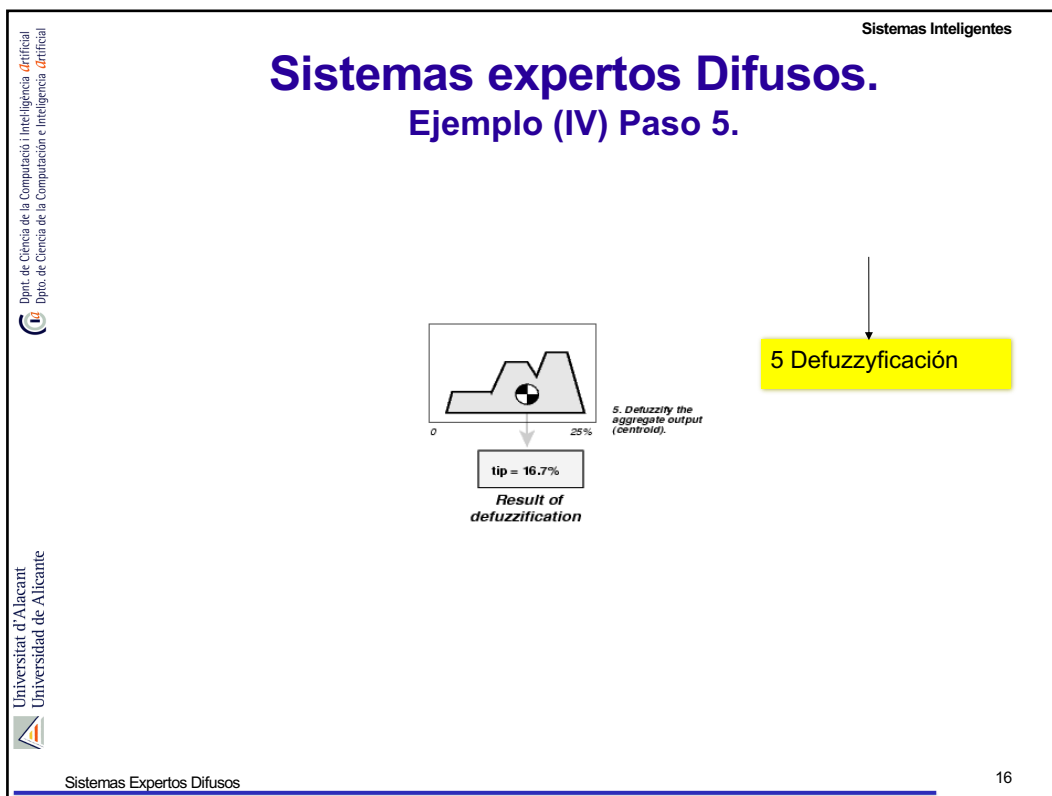 Sistemas Inteligentes
Sistemas expertos Difusos.
Ejemplo (IV) Paso 5.
Dpnt. de Ciència de la Computació i Intel·ligència Artificial
Dpto. de Ciencia de la Computación e Inteligencia Artificial
5 Defuzzyficación
5. Defuzzify the
aggregate output
(centroid).
0
25%
tip = 16.7%
Result of
defuzzification
Universitat d'Alacant
Universidad de Alicante
Sistemas Expertos Difusos
16